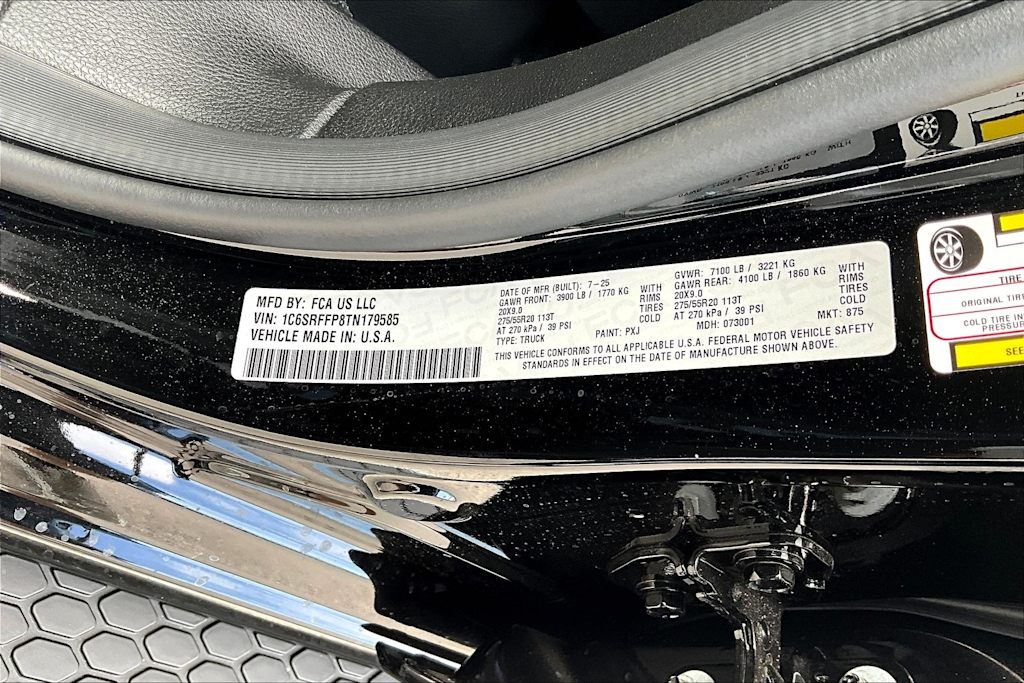 MFD BY: FCA US LLC
VIN: 1C6SRFFP8TN179585
VEHICLE MADE IN: U.S.A.
DATE OF MFR (BUILT): 7-25
GAWR FRONT: 3900 LB / 1770 KG WITH
20X9.0 RIMS
275/55R20 113T TIRES
AT 270 kPa / 39 PSI COLD
TYPE: TRUCK PAINT: PXJ
GVWR: 7100 LB / 3221 KG
GAWR REAR: 4100 LB / 1860 KG WITH
20X9.0 RIMS
275/55R20 113T TIRES
AT 270 kPa / 39 PSI COLD
MDH: 073001 MKT: 875
THIS VEHICLE CONFORMS TO ALL APPLICABLE U.S.A. FEDERAL MOTOR VEHICLE SAFETY
STANDARDS IN EFFECT ON THE DATE OF MANUFACTURE SHOWN ABOVE.
TIRE
ORIGINAL TIRE
COLD TIRE
PRESSURE
SEE